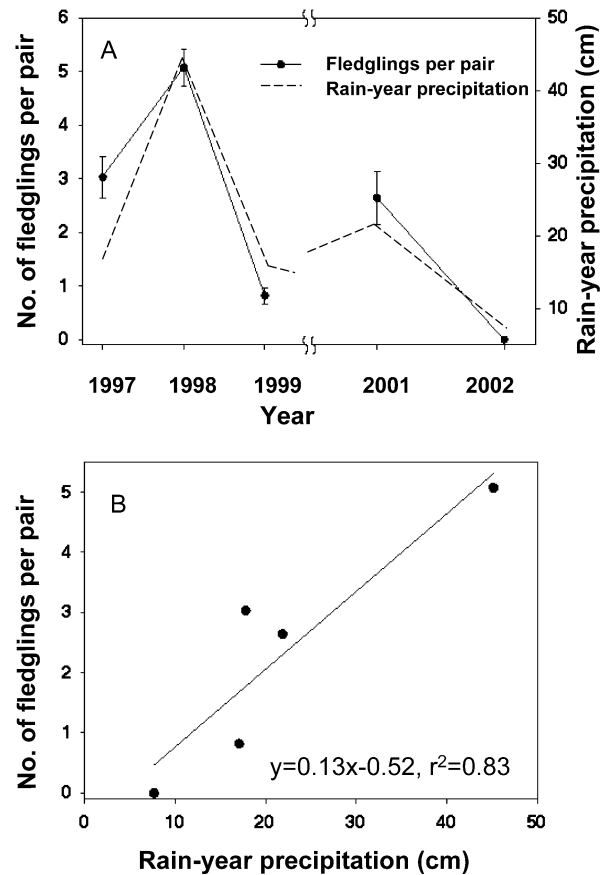 A
No. of fledglings per pair
6
5
4
3
2
1
0
Fledglings per pair
Rain-year precipitation
50
40
30
20
10
Rain-year precipitation (cm)
1997 1998 1999 2001 2002
Year
B
No. of fledglings per pair
5
4
3
2
1
0
y=0.13x-0.52, r²=0.83
0 10 20 30 40 50
Rain-year precipitation (cm)